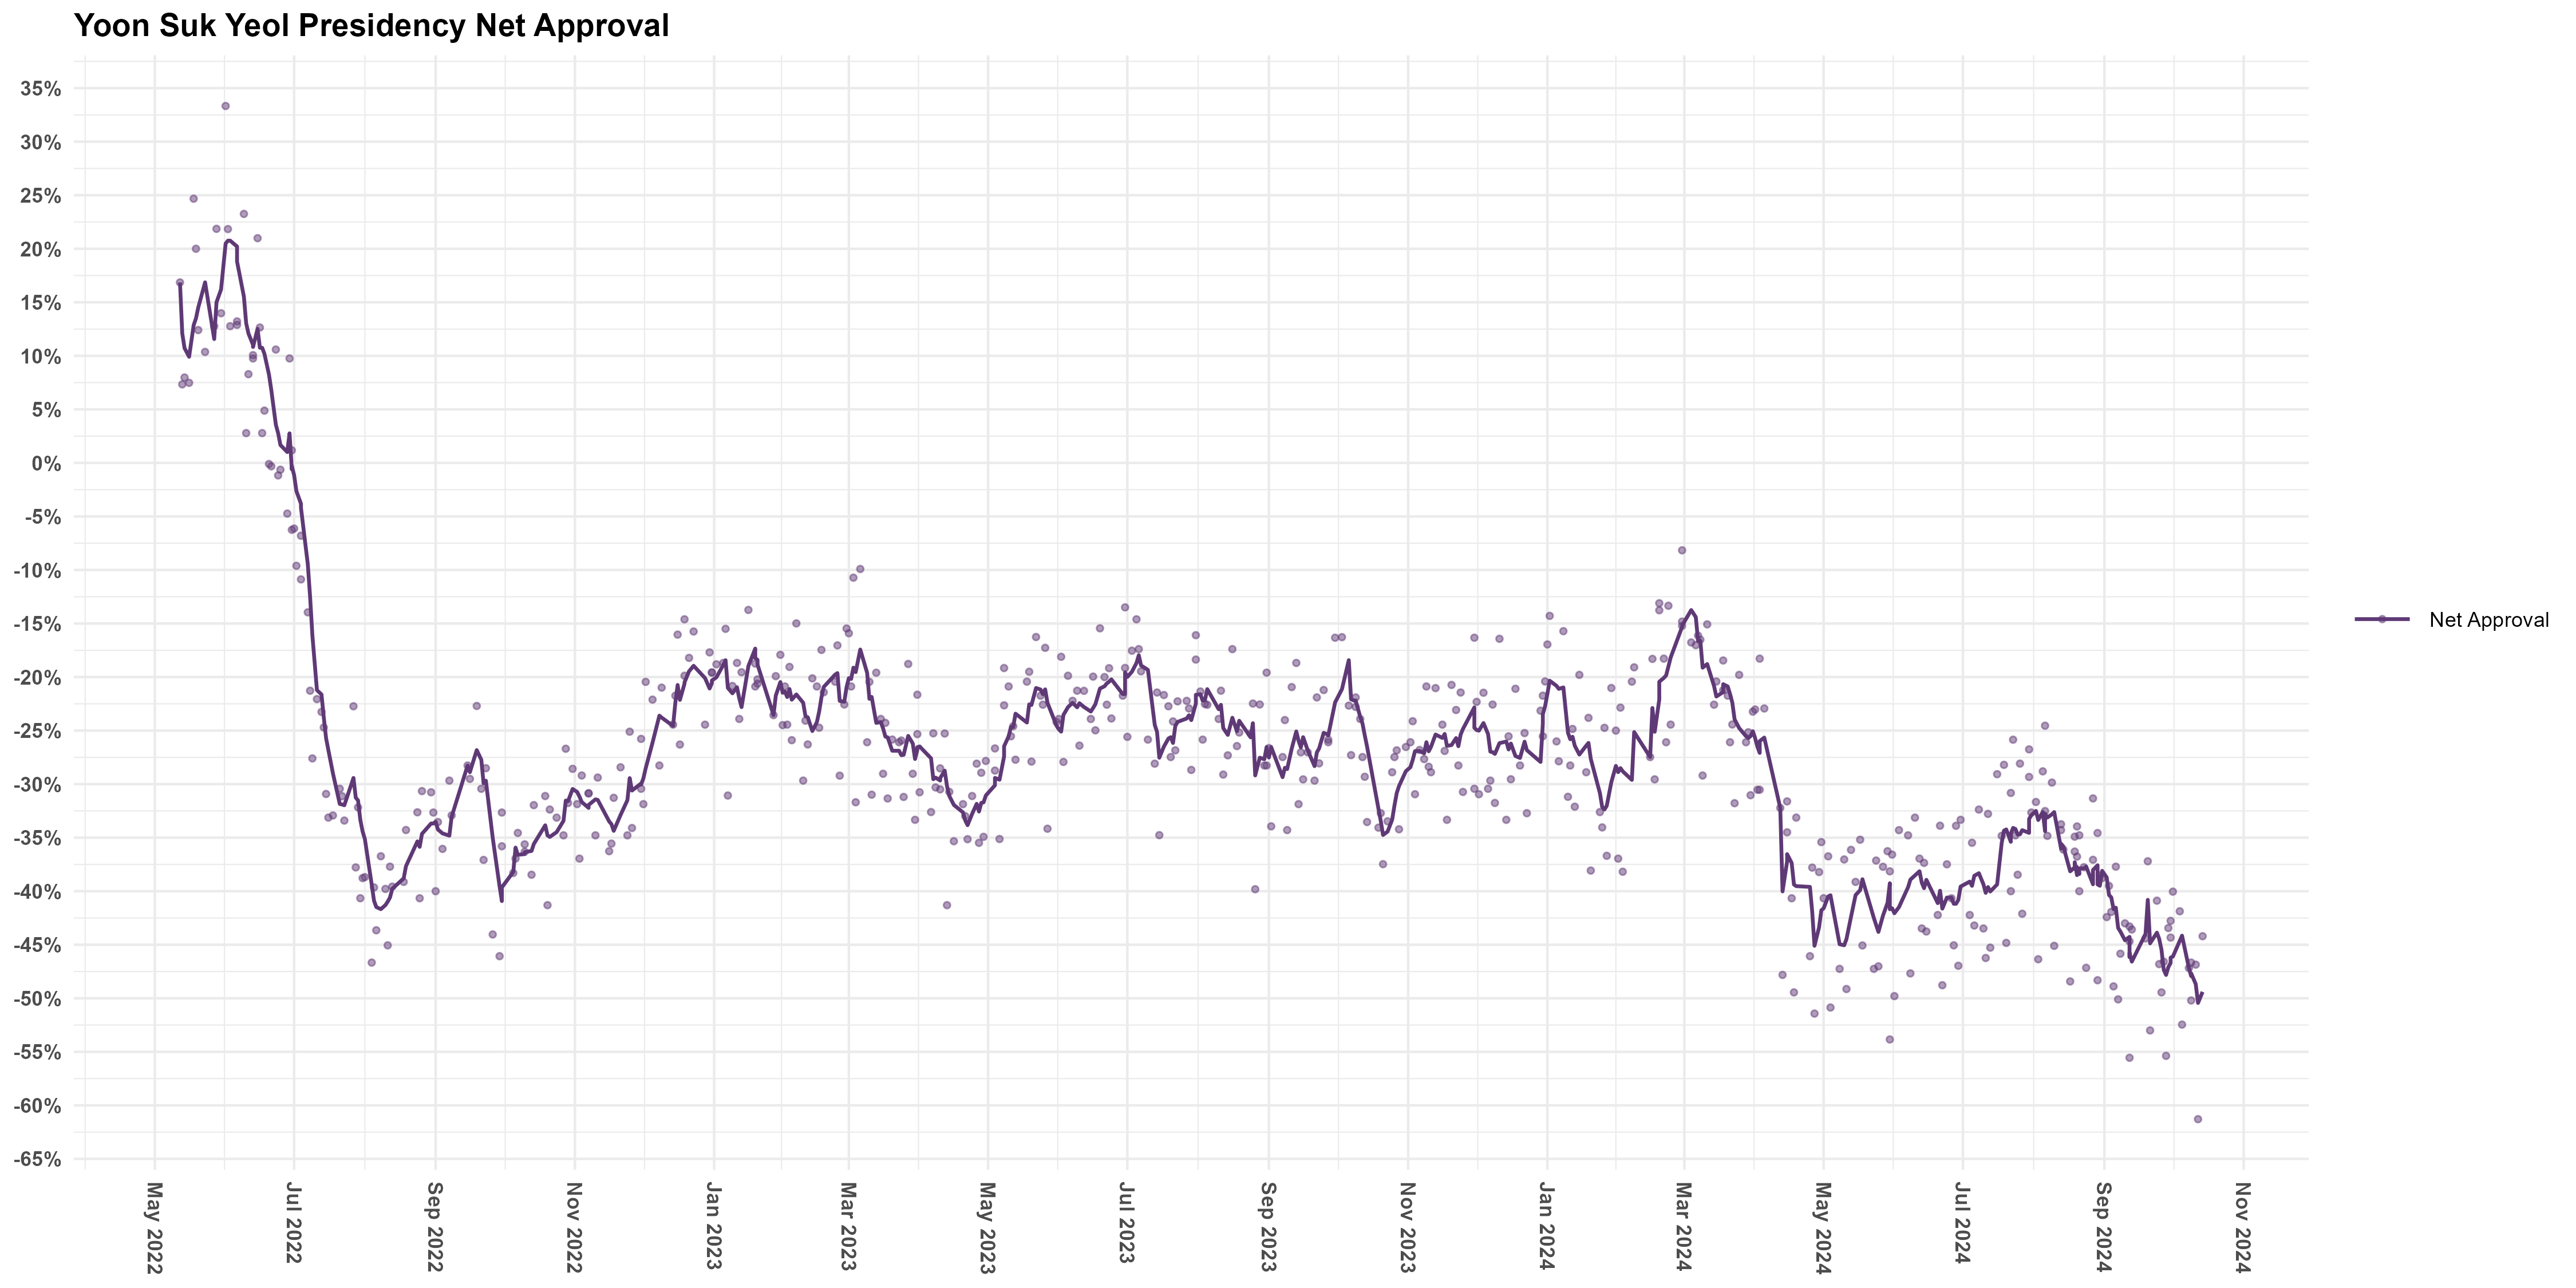 Yoon Suk Yeol Presidency Net Approval
35%
30%
25%
20%
15%
10%
5%
0%
-5%
-10%
-15%
-20%
-25%
-30%
-35%
-40%
-45%
-50%
-55%
-60%
-65%
May 2022
Jul 2022
Sep 2022
Nov 2022
Jan 2023
Mar 2023
May 2023
Jul 2023
Sep 2023
Nov 2023
Jan 2024
Mar 2024
May 2024
Jul 2024
Sep 2024
Nov 2024
Net Approval